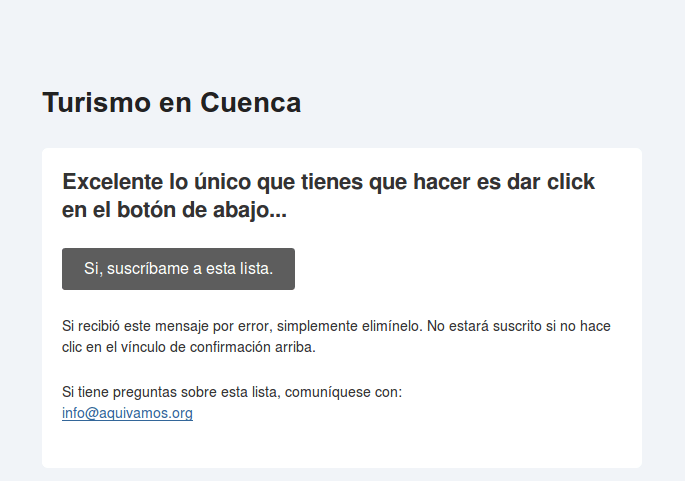 Turismo en Cuenca
Excelente lo único que tienes que hacer es dar click
en el botón de abajo...
Si, suscríbame a esta lista.
Si recibió este mensaje por error, simplemente elimínelo. No estará suscrito si no hace
clic en el vínculo de confirmación arriba.
Si tiene preguntas sobre esta lista, comuníquese con:
info@aquivamos.org